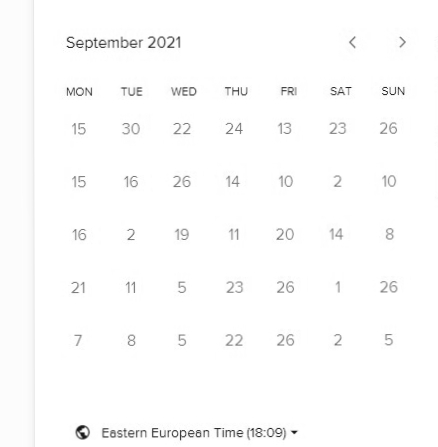 September 2021
MON TUE WED THU FRI SAT SUN
15 30 22 24 13 23 26
15 16 26 14 10 2 10
16 2 19 11 20 14 8
21 11 5 23 26 1 26
7 8 5 22 26 2 5
Eastern European Time (18:09)